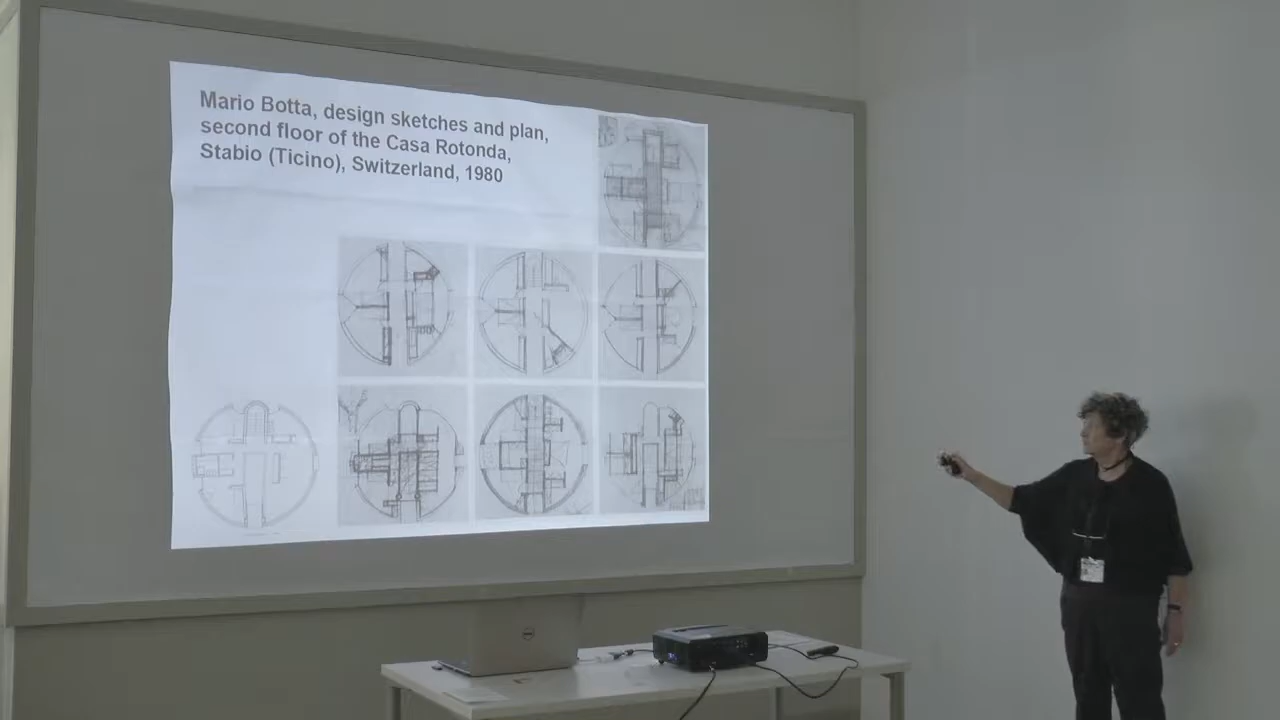 Mario Botta, design sketches and plan,
second floor of the Casa Rotonda,
Stabio (Ticino), Switzerland, 1980